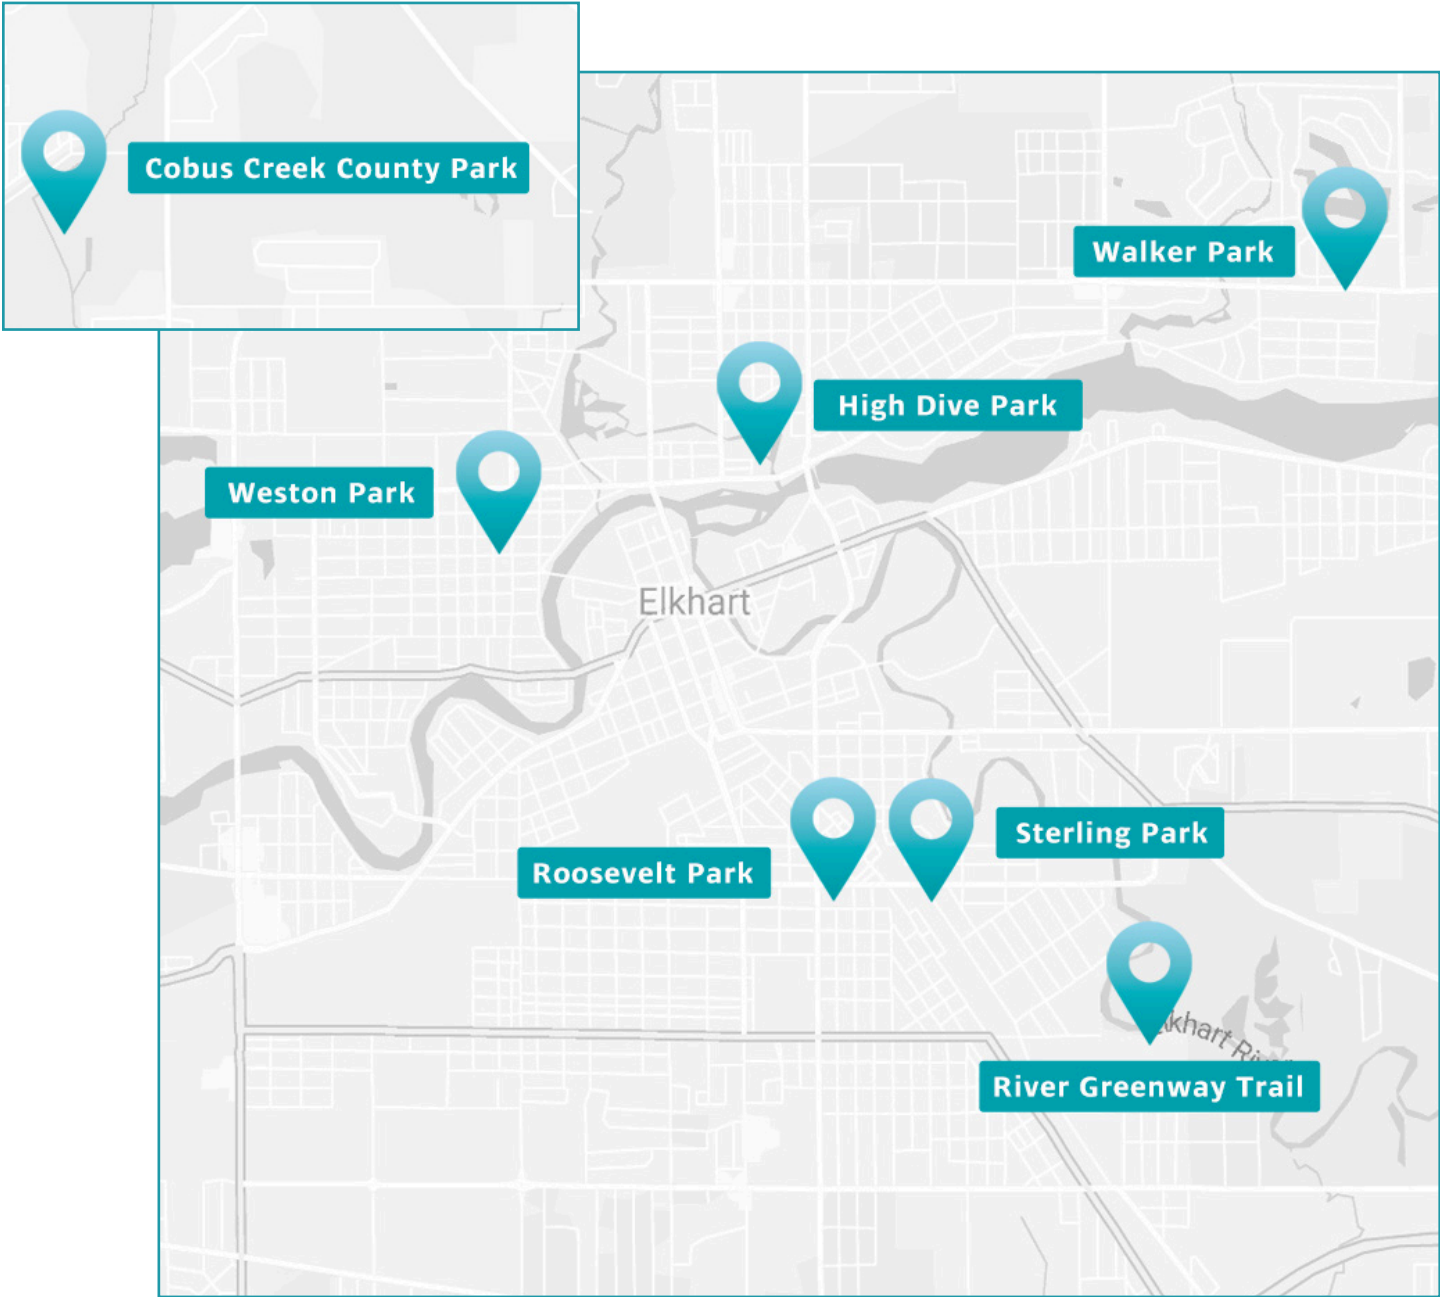 Cobus Creek County Park
Walker Park
High Dive Park
Weston Park
Elkhart
Sterling Park
Roosevelt Park
River Greenway Trail